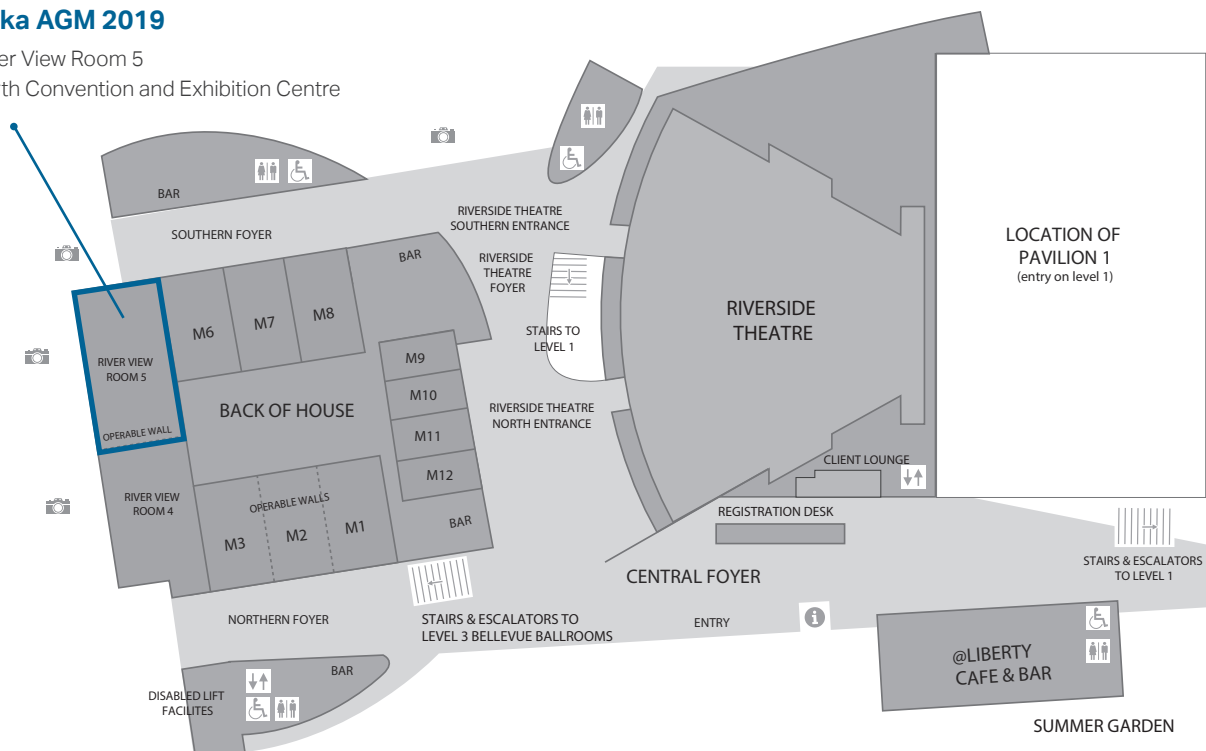 ka AGM 2019
er View Room 5
th Convention and Exhibition Centre
BAR
SOUTHERN FOYER
RIVERSIDE THEATRE
SOUTHERN ENTRANCE
BAR
RIVERSIDE
THEATRE
FOYER
LOCATION OF
PAVILION 1
(entry on level 1)
M6
M7
M8
RIVERSIDE
THEATRE
STAIRS TO
LEVEL 1
RIVER VIEW
ROOM 5
M9
M10
M11
M12
BACK OF HOUSE
RIVERSIDE THEATRE
NORTH ENTRANCE
OPERABLE WALL
CLIENT LOUNGE
RIVER VIEW
ROOM 4
OPERABLE WALLS
M3
M2
M1
BAR
REGISTRATION DESK
STAIRS & ESCALATORS
TO LEVEL 1
CENTRAL FOYER
NORTHERN FOYER
STAIRS & ESCALATORS TO
LEVEL 3 BELLEVUE BALLROOMS
ENTRY
i
@LIBERTY
CAFE & BAR
BAR
DISABLED LIFT
FACILITES
SUMMER GARDEN